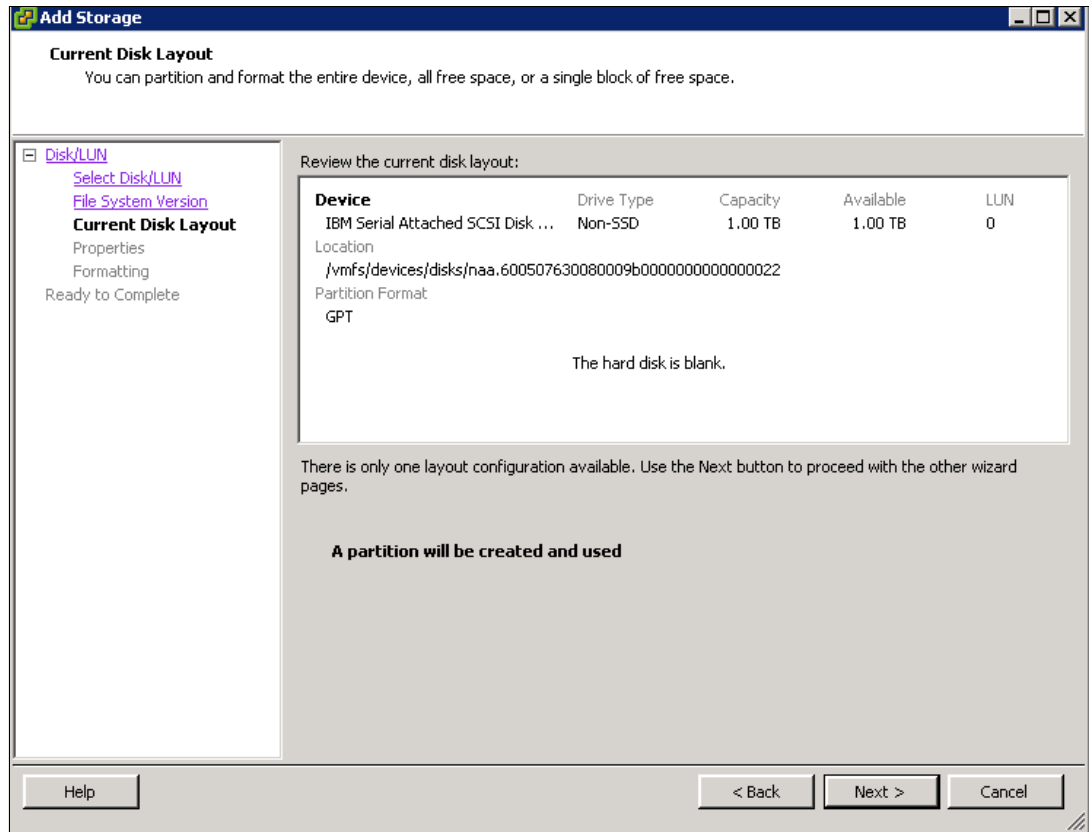 Add Storage
Current Disk Layout
You can partition and format the entire device, all free space, or a single block of free space.
Disk/LUN
Select Disk/LUN
File System Version
Current Disk Layout
Properties
Formatting
Ready to Complete
Review the current disk layout:
Device Drive Type Capacity Available LUN
IBM Serial Attached SCSI Disk ... Non-SSD 1.00 TB 1.00 TB 0
Location
/vmfs/devices/disks/naa.600507630080009b0000000000000022
Partition Format
GPT
The hard disk is blank.
There is only one layout configuration available. Use the Next button to proceed with the other wizard
pages.
A partition will be created and used
Help < Back Next > Cancel